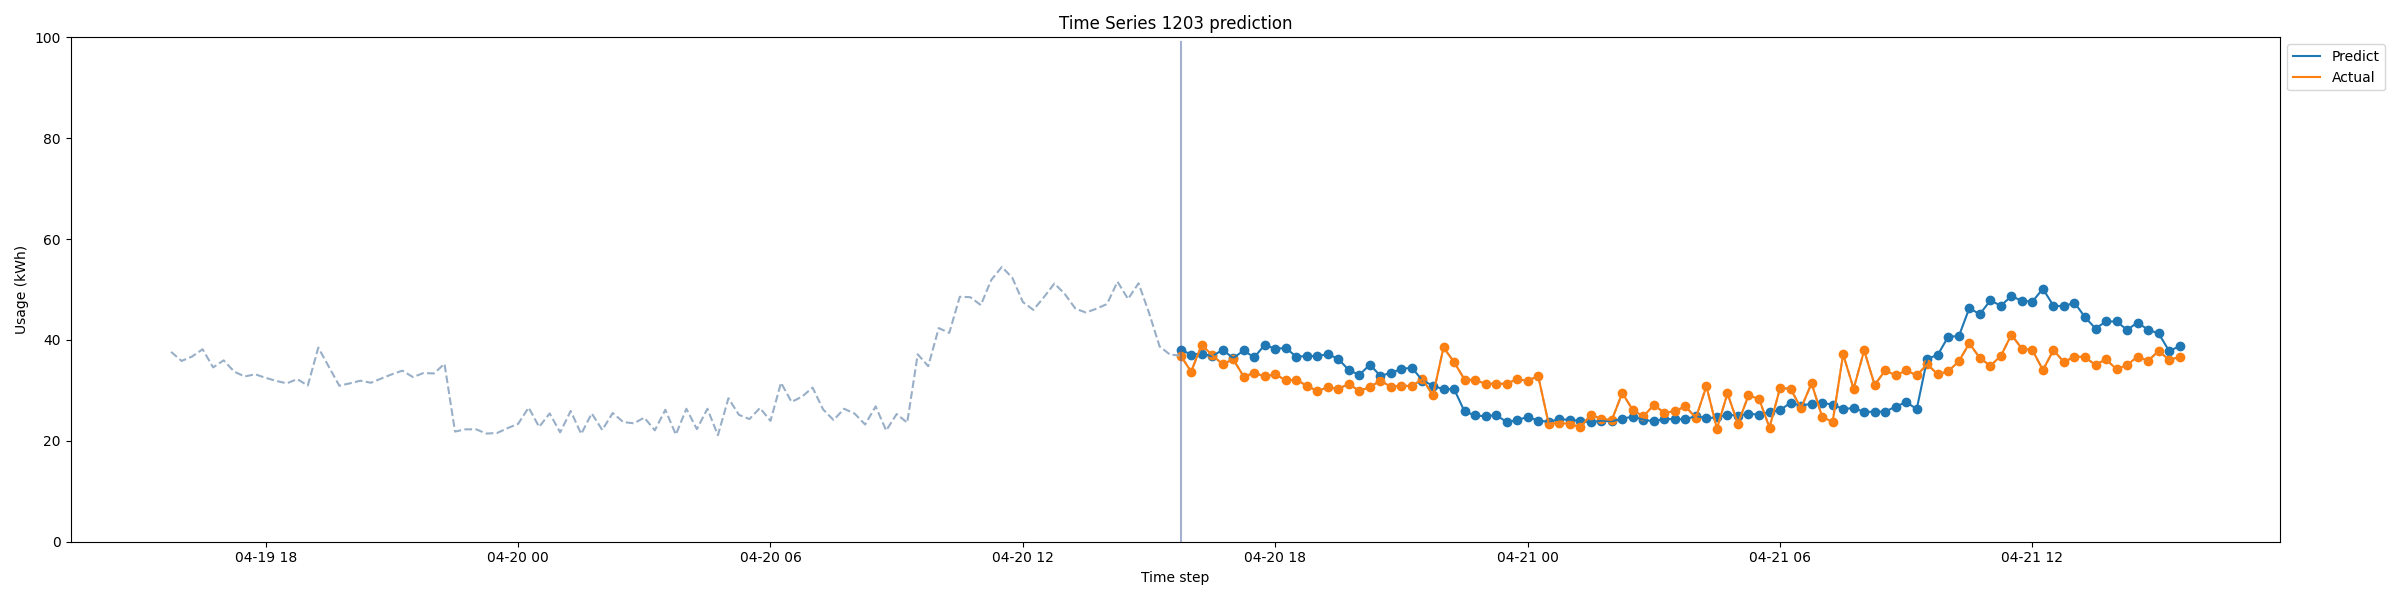 Time Series 1203 prediction
Predict
Actual
Usage (kWh)
100
80
60
40
20
0
04-19 18
04-20 00
04-20 06
04-20 12
04-20 18
04-21 00
04-21 06
04-21 12
Time step